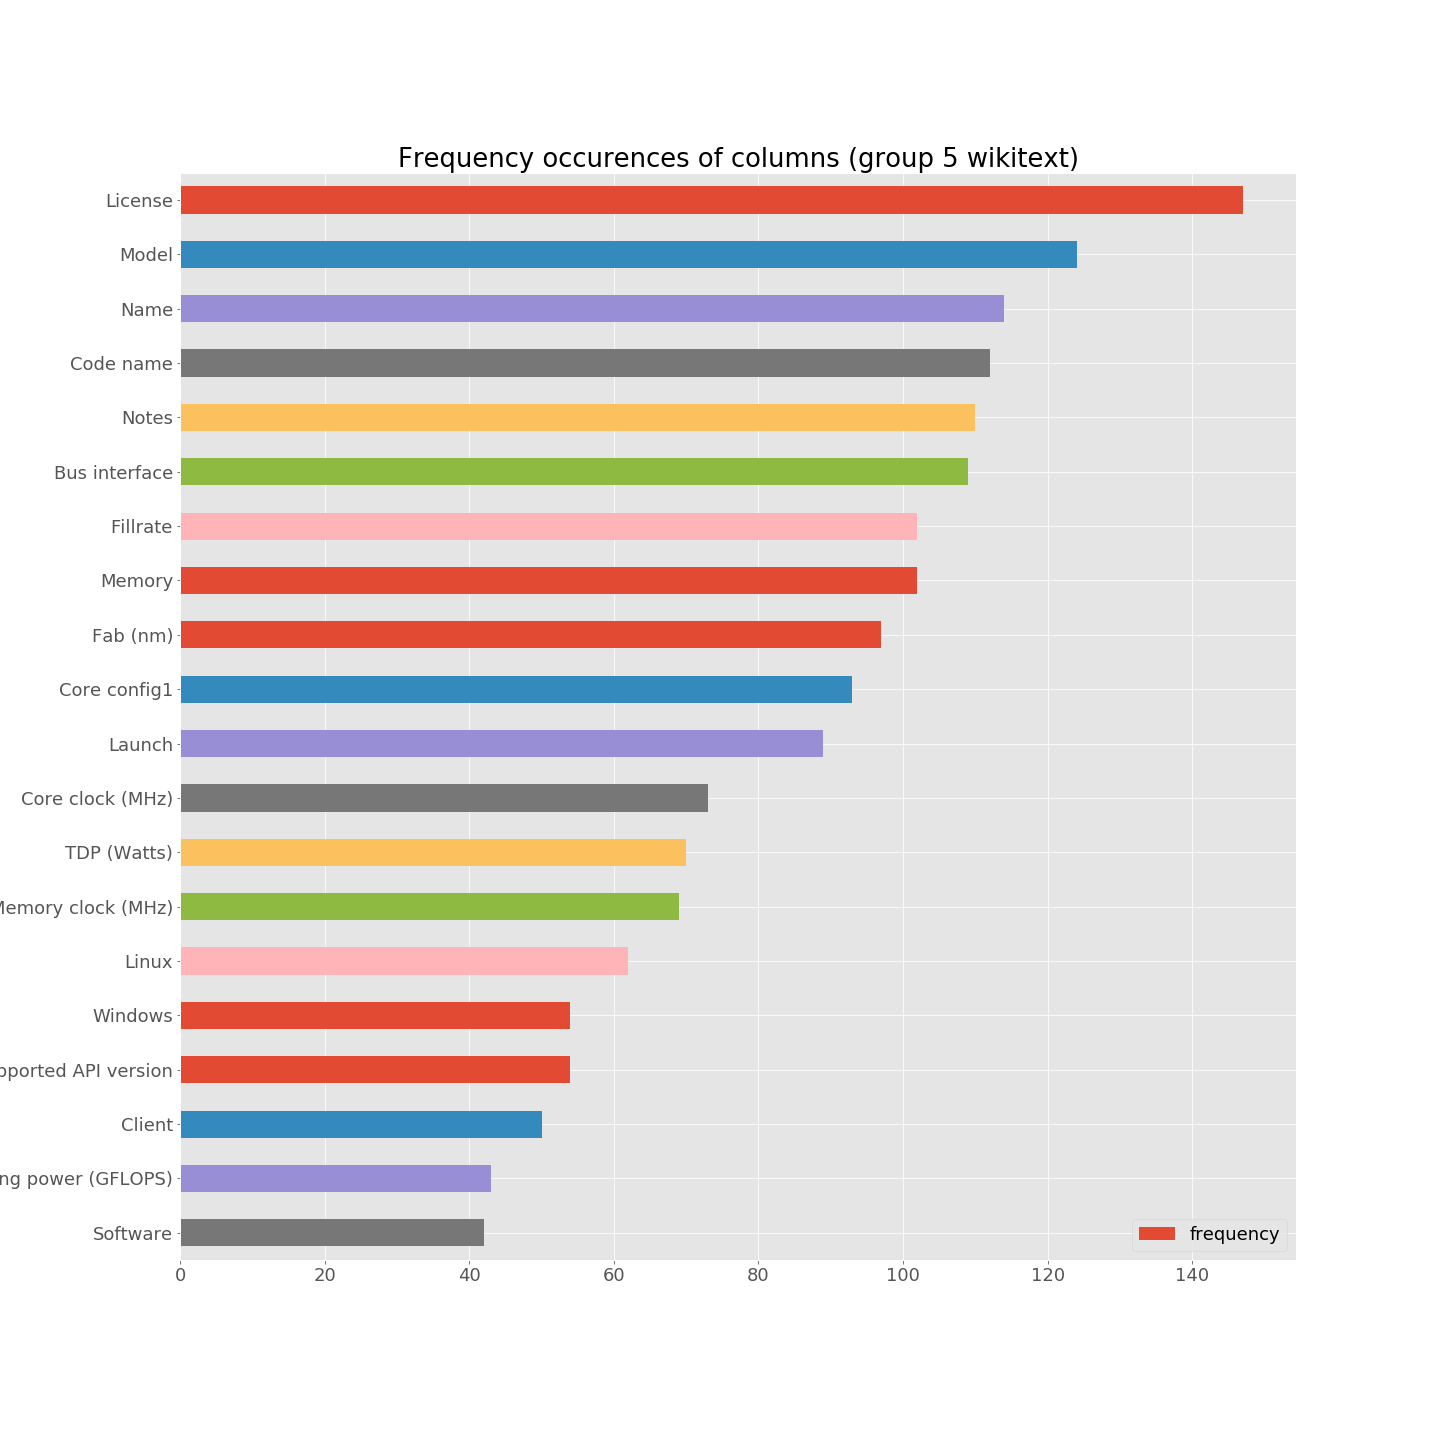 Frequency occurences of columns (group 5 wikitext)
License
Model
Name
Code name
Notes
Bus interface
Fillrate
Memory
Fab (nm)
Core config1
Launch
Core clock (MHz)
TDP (Watts)
Memory clock (MHz)
Linux
Windows
pported API version
Client
ng power (GFLOPS)
Software
frequency
0 20 40 60 80 100 120 140